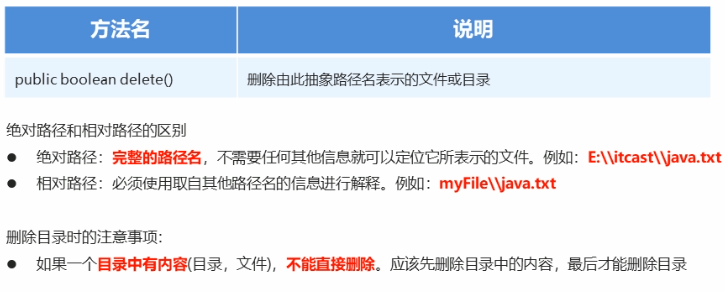 方法名 说明
public boolean delete() 删除由此抽象路径名表示的文件或目录
绝对路径和相对路径的区别
● 绝对路径：完整的路径名，不需要任何其他信息就可以定位它所表示的文件。例如：E:\\itcast\\java.txt
● 相对路径：必须使用取自其他路径名的信息进行解释。例如：myFile\\java.txt
删除目录时的注意事项：
● 如果一个目录中有内容(目录，文件)，不能直接删除。应该先删除目录中的内容，最后才能删除目录